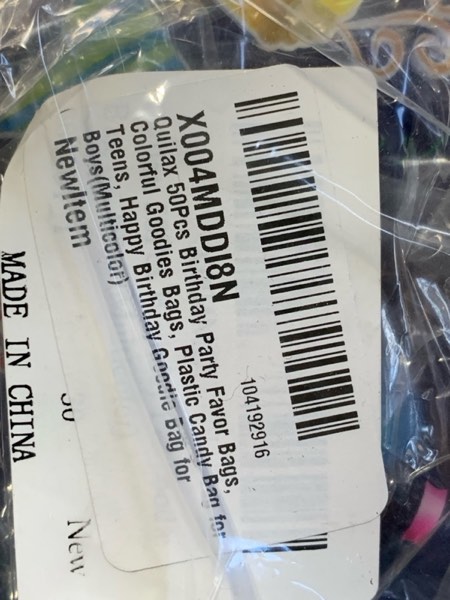 X004MDDI8N
Quilax 50Pcs Birthday Party Favor Bags,
Colorful Goodies Bags, Plastic Candy Bag for
Teens, Happy Birthday Goodie Bag for
Boys(Multicolor)
NewItem
104192916
MADE IN CHINA
New